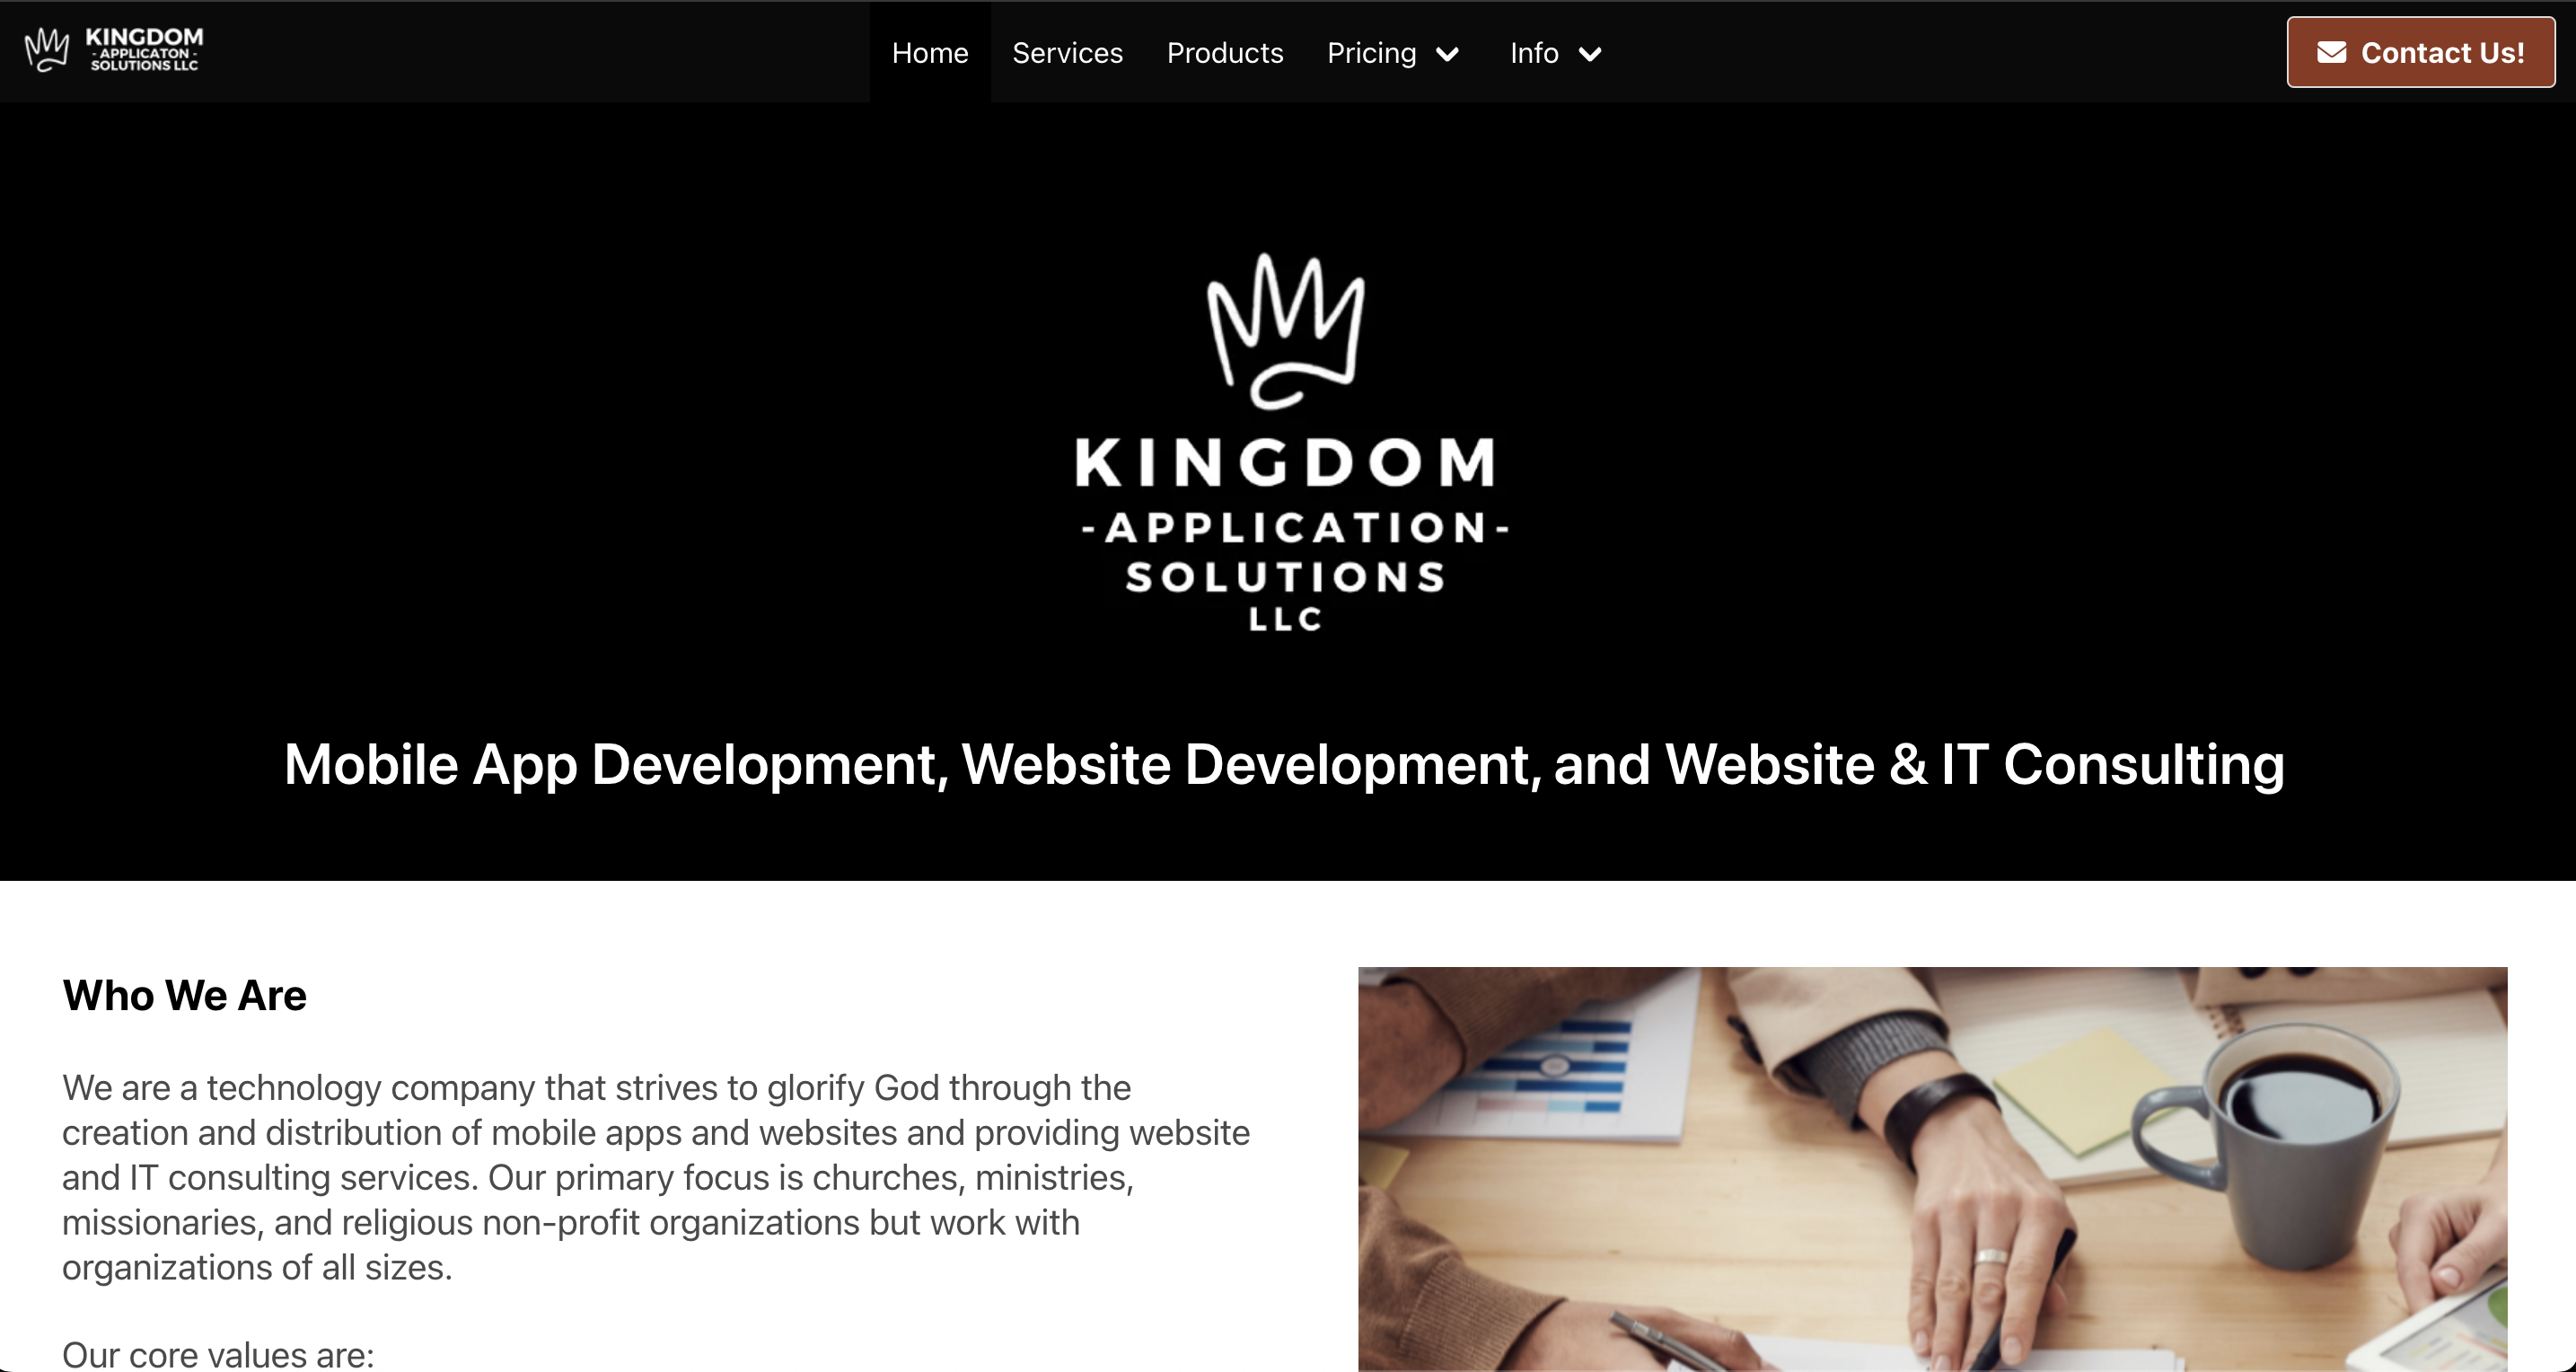 KINGDOM
- APPLICATON -
SOLUTIONS LLC
Home
Services
Products
Pricing
Info
Contact Us!
KINGDOM
-APPLICATION-
SOLUTIONS
LLC
Mobile App Development, Website Development, and Website & IT Consulting
Who We Are
We are a technology company that strives to glorify God through the
creation and distribution of mobile apps and websites and providing website
and IT consulting services. Our primary focus is churches, ministries,
missionaries, and religious non-profit organizations but work with
organizations of all sizes.
Our core values are: